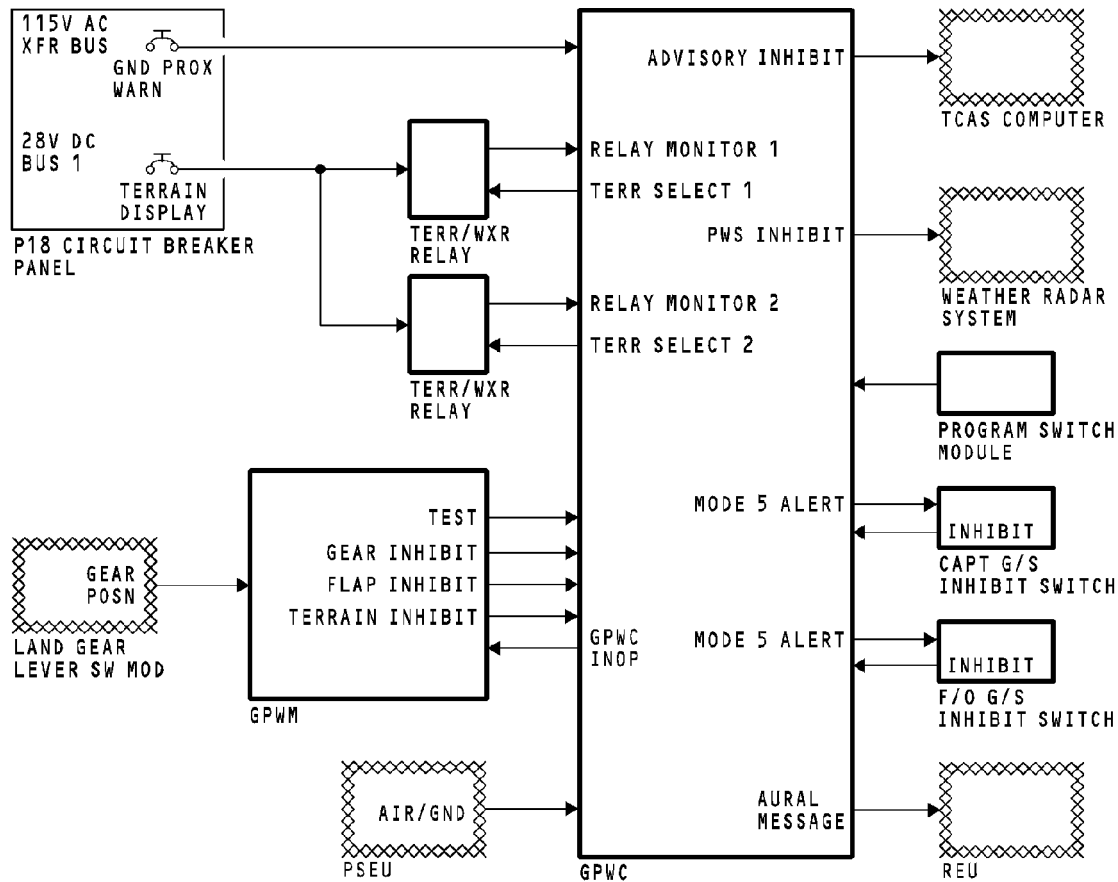 115V AC
XFR BUS
GND PROX
WARN
28V DC
BUS 1
TERRAIN
DISPLAY
P18 CIRCUIT BREAKER
PANEL
TERR/WXR
RELAY
TERR/WXR
RELAY
GEAR
POSN
LAND GEAR
LEVER SW MOD
TEST
GEAR INHIBIT
FLAP INHIBIT
TERRAIN INHIBIT
GPWM
AIR/GND
PSEU
RELAY MONITOR 1
TERR SELECT 1
RELAY MONITOR 2
TERR SELECT 2
GPWC
INOP
ADVISORY INHIBIT
PWS INHIBIT
MODE 5 ALERT
MODE 5 ALERT
AURAL
MESSAGE
GPWC
TCAS COMPUTER
WEATHER RADAR
SYSTEM
PROGRAM SWITCH
MODULE
INHIBIT
CAPT G/S
INHIBIT SWITCH
INHIBIT
F/O G/S
INHIBIT SWITCH
REU